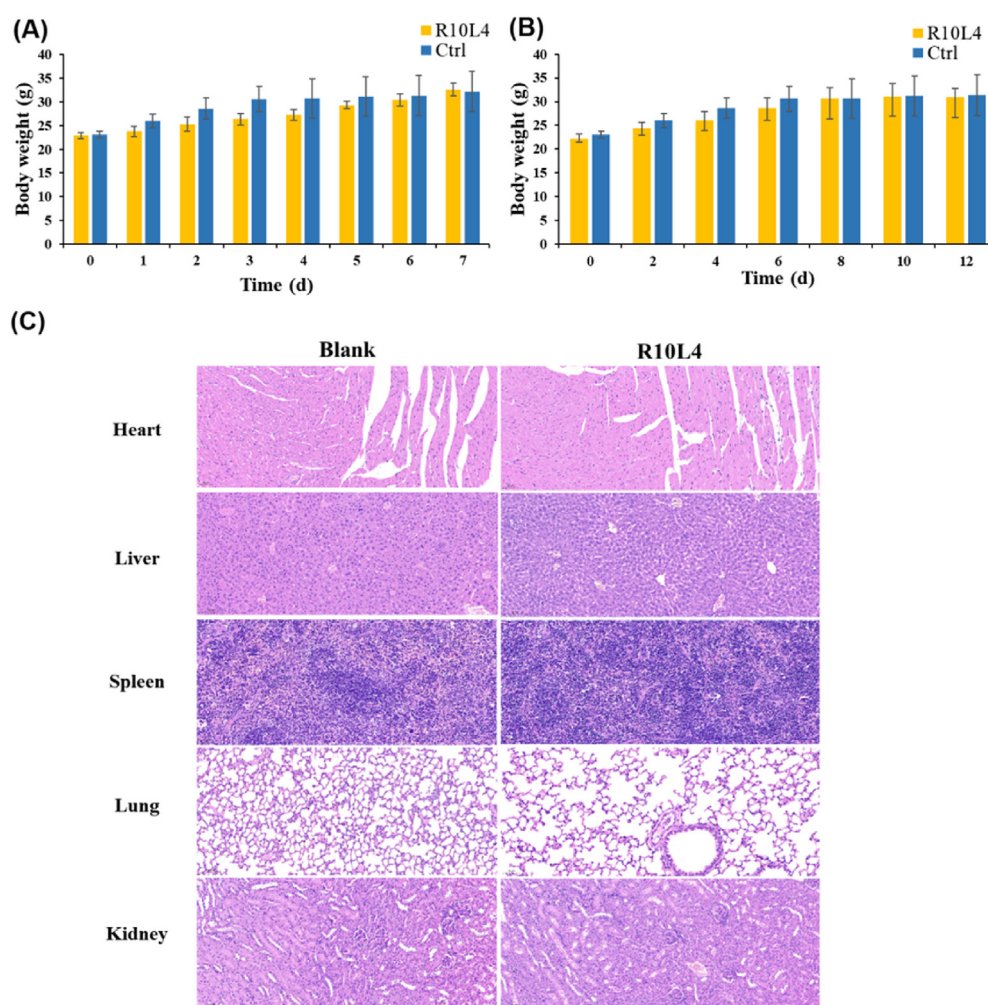 (A)
R10L4
Ctrl
Body weight (g)
40
35
30
25
20
15
10
5
0
0 1 2 3 4 5 6 7
Time (d)
(B)
R10L4
Ctrl
Body weight (g)
40
35
30
25
20
15
10
5
0
0 2 4 6 8 10 12
Time (d)
(C)
Blank R10L4
Heart
Liver
Spleen
Lung
Kidney